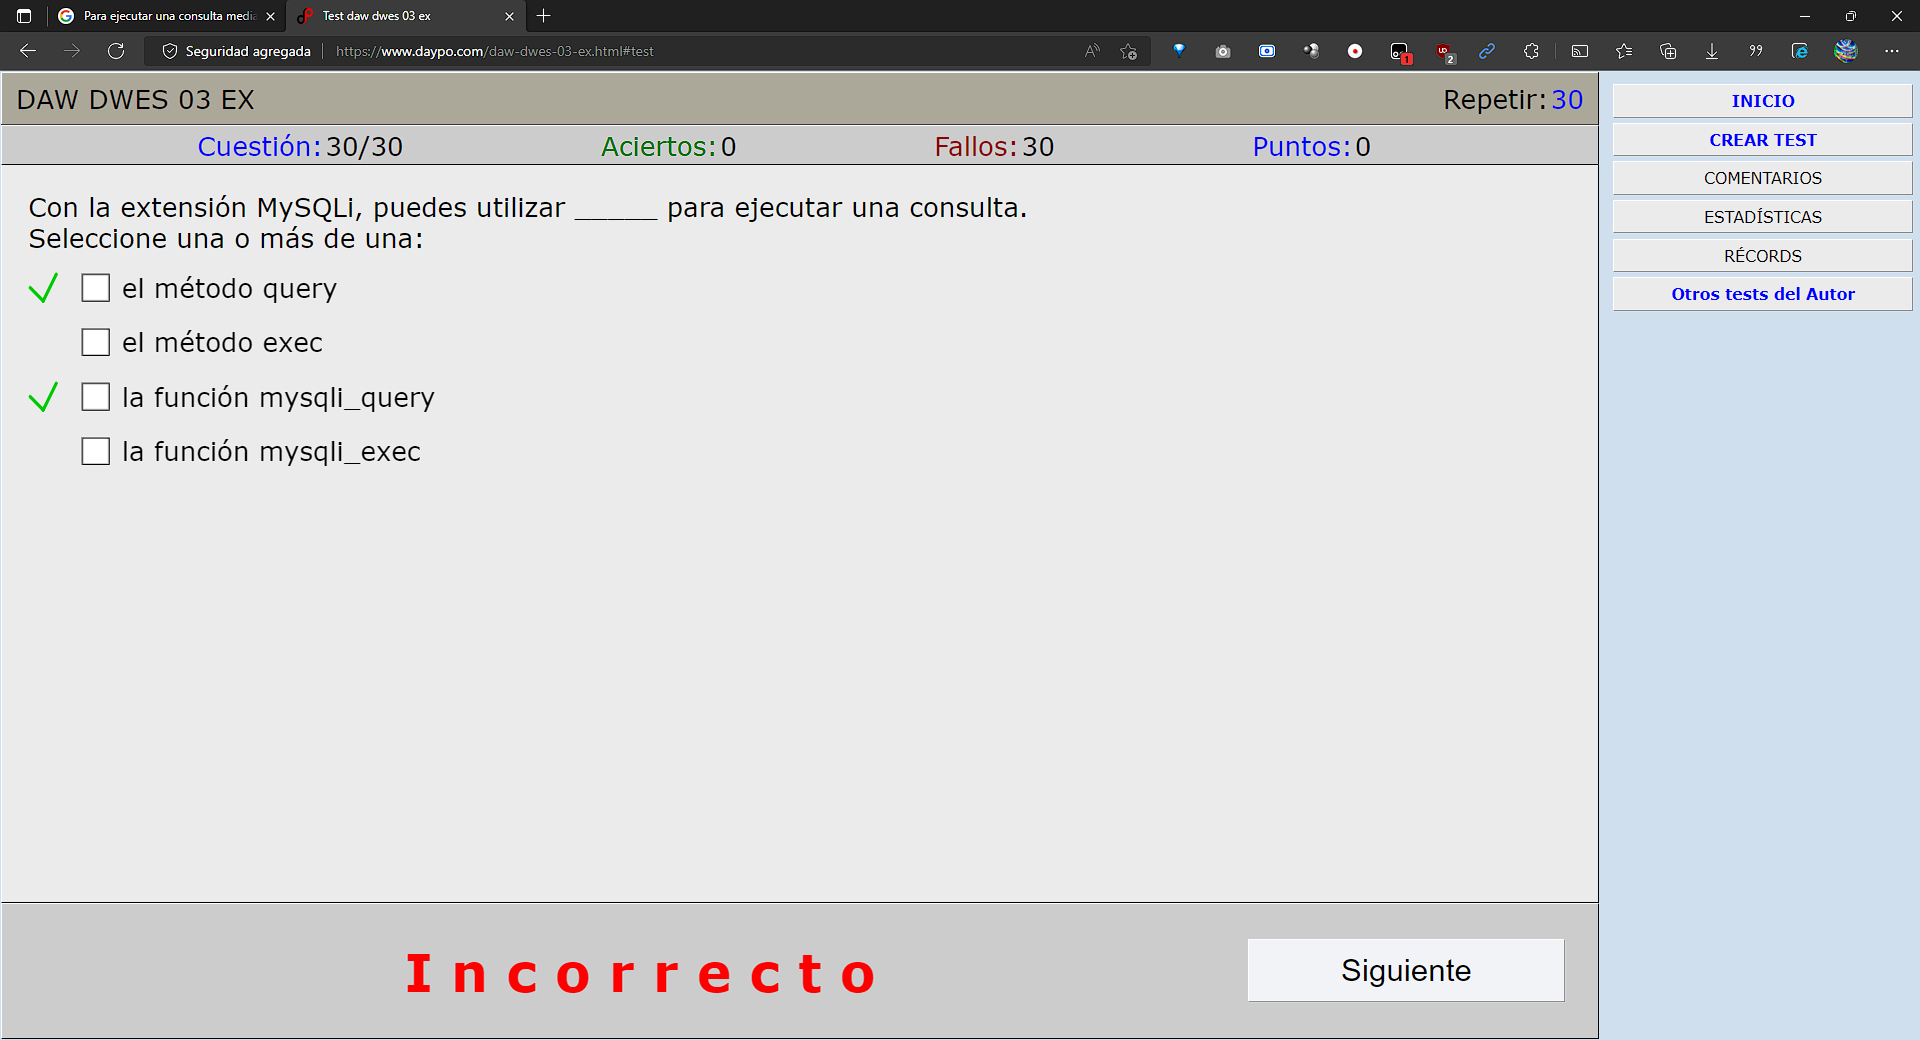 Para ejecutar una consulta media
Test daw dwes 03 ex
Seguridad agregada
https://www.daypo.com/daw-dwes-03-ex.html#test
1
2
DAW DWES 03 EX
Repetir: 30
Cuestión: 30/30
Aciertos: 0
Fallos: 30
Puntos: 0
Con la extensión MySQLi, puedes utilizar _____ para ejecutar una consulta.
Seleccione una o más de una:
el método query
el método exec
la función mysqli_query
la función mysqli_exec
Incorrecto
Siguiente
INICIO
CREAR TEST
COMENTARIOS
ESTADÍSTICAS
RÉCORDS
Otros tests del Autor